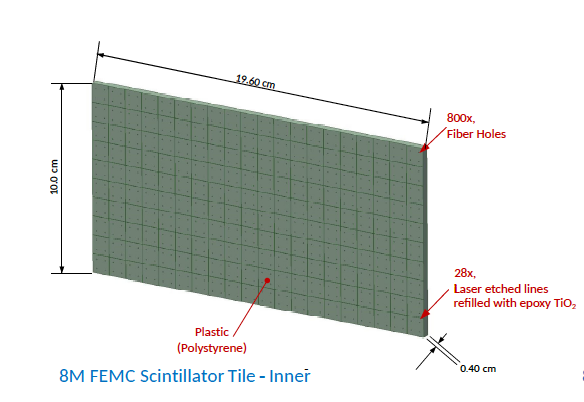 19.60 cm
800x,
Fiber Holes
10.0 cm
28x,
Laser etched lines
refilled with epoxy TiO₂
Plastic
(Polystyrene)
0.40 cm
8M FEMC Scintillator Tile - Inner